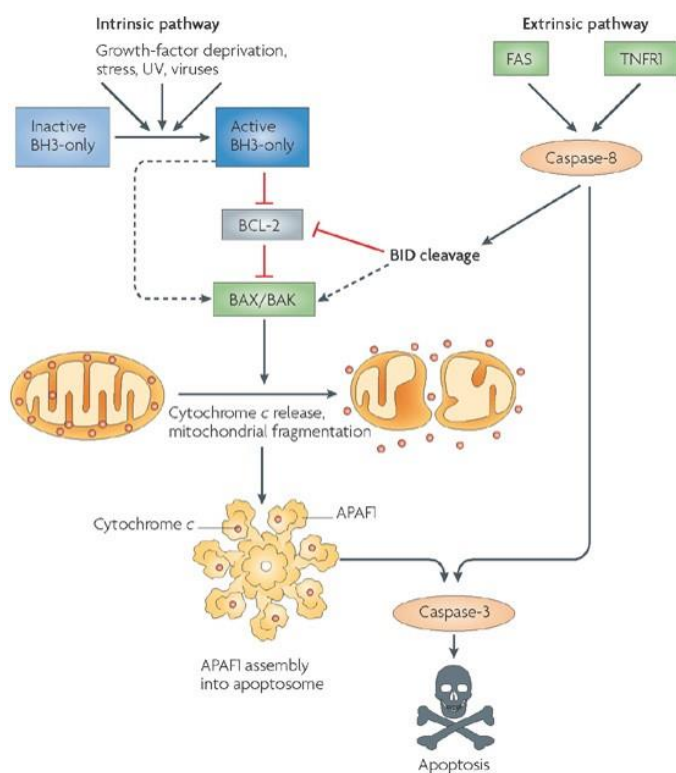 Intrinsic pathway
Growth-factor deprivation,
stress, UV, viruses
Extrinsic pathway
FAS
TNFR1
Inactive
BH3-only
Active
BH3-only
Caspase-8
BCL-2
BID cleavage
BAX/BAK
Cytochrome c release,
mitochondrial fragmentation
Cytochrome c
APAF1
Caspase-3
APAF1 assembly
into apoptosome
Apoptosis